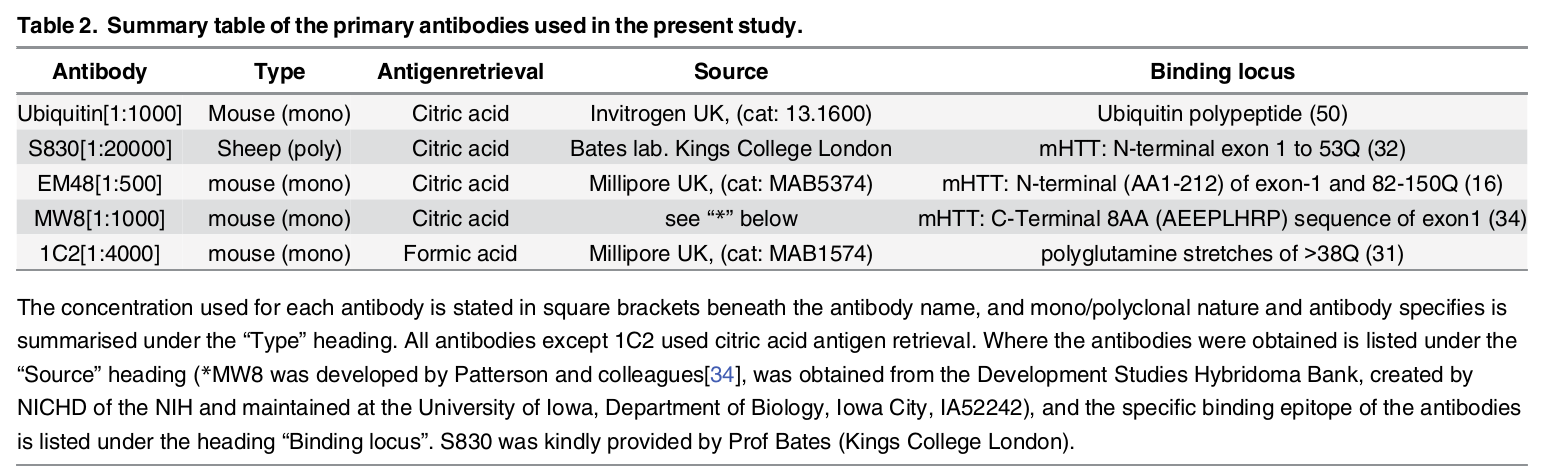 Table 2. Summary table of the primary antibodies used in the present study.
Antibody Type Antigenretrieval Source Binding locus
Ubiquitin[1:1000] Mouse (mono) Citric acid Invitrogen UK, (cat: 13.1600) Ubiquitin polypeptide (50)
S830[1:20000] Sheep (poly) Citric acid Bates lab. Kings College London mHTT: N-terminal exon 1 to 53Q (32)
EM48[1:500] mouse (mono) Citric acid Millipore UK, (cat: MAB5374) mHTT: N-terminal (AA1-212) of exon-1 and 82-150Q (16)
MW8[1:1000] mouse (mono) Citric acid see “*” below mHTT: C-Terminal 8AA (AEEPLHRP) sequence of exon1 (34)
1C2[1:4000] mouse (mono) Formic acid Millipore UK, (cat: MAB1574) polyglutamine stretches of >38Q (31)
The concentration used for each antibody is stated in square brackets beneath the antibody name, and mono/polyclonal nature and antibody specifies is
summarised under the “Type” heading. All antibodies except 1C2 used citric acid antigen retrieval. Where the antibodies were obtained is listed under the
“Source” heading (*MW8 was developed by Patterson and colleagues[34], was obtained from the Development Studies Hybridoma Bank, created by
NICHD of the NIH and maintained at the University of Iowa, Department of Biology, Iowa City, IA52242), and the specific binding epitope of the antibodies
is listed under the heading “Binding locus”. S830 was kindly provided by Prof Bates (Kings College London).